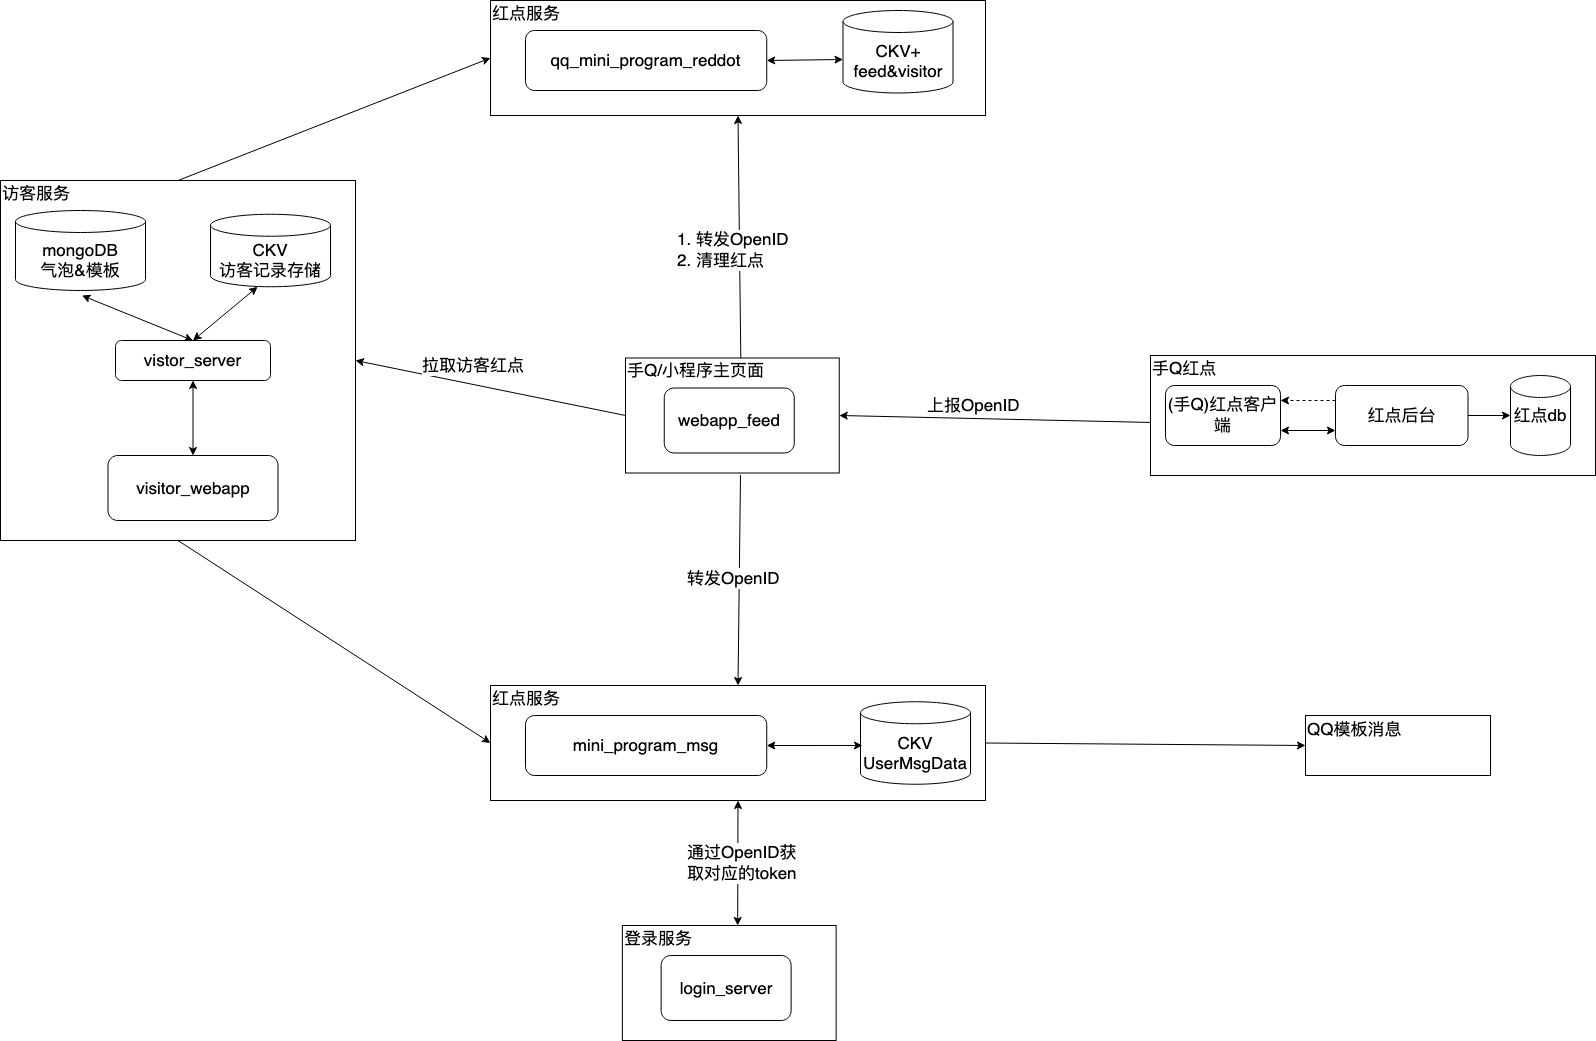 红点服务
qq_mini_program_reddot
CKV+
feed&visitor
访客服务
mongoDB
气泡&模板
CKV
访客记录存储
vistor_server
visitor_webapp
1. 转发OpenID
2. 清理红点
拉取访客红点
手Q/小程序主页面
webapp_feed
上报OpenID
手Q红点
(手Q)红点客户
端
红点后台
红点db
转发OpenID
红点服务
mini_program_msg
CKV
UserMsgData
QQ模板消息
通过OpenID获
取对应的token
登录服务
login_server